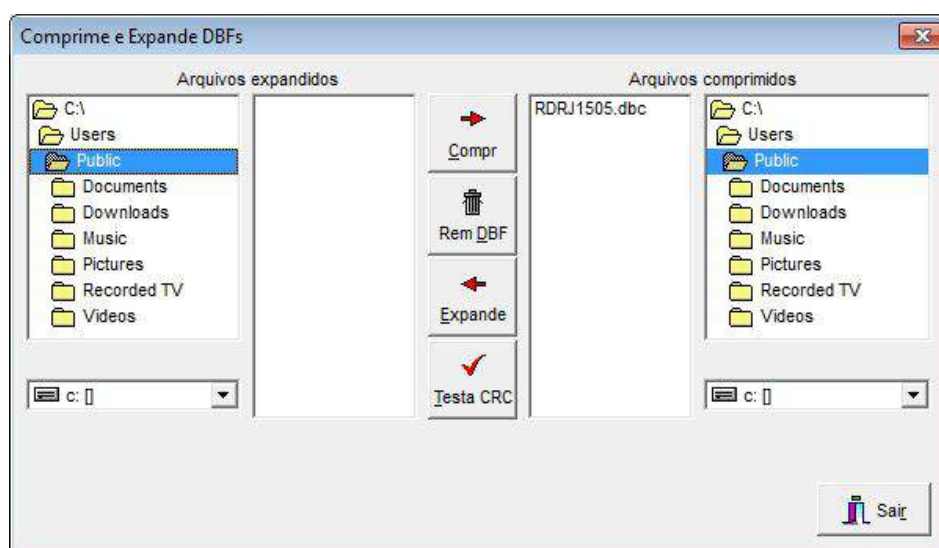 Comprime e Expande DBFs
Arquivos expandidos
C:\
Users
Public
Documents
Downloads
Music
Pictures
Recorded TV
Videos
c: []
Compr
Rem DBF
Expande
Testa CRC
Arquivos comprimidos
RDRJ1505.dbc
C:\
Users
Public
Documents
Downloads
Music
Pictures
Recorded TV
Videos
c: []
Sair